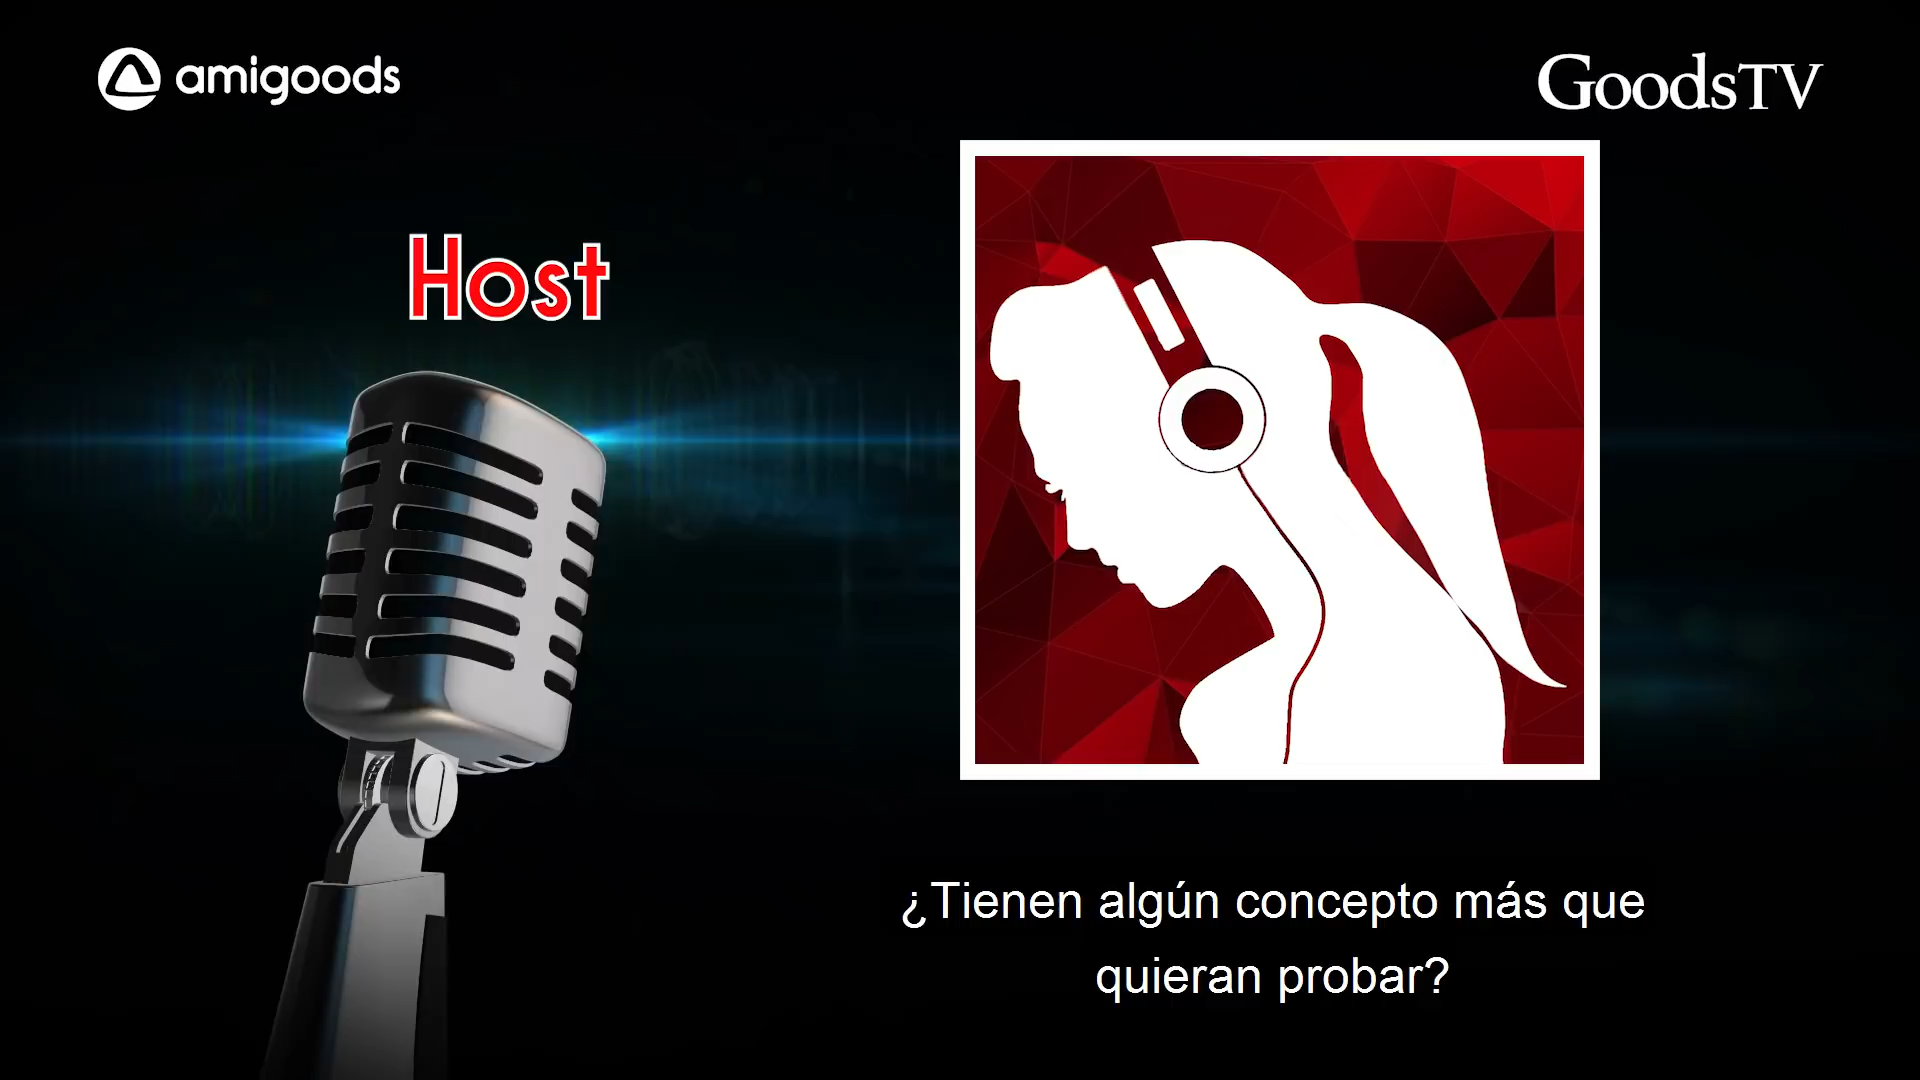 amigoods
GoodsTV
Host
¿Tienen algún concepto más que
quieran probar?